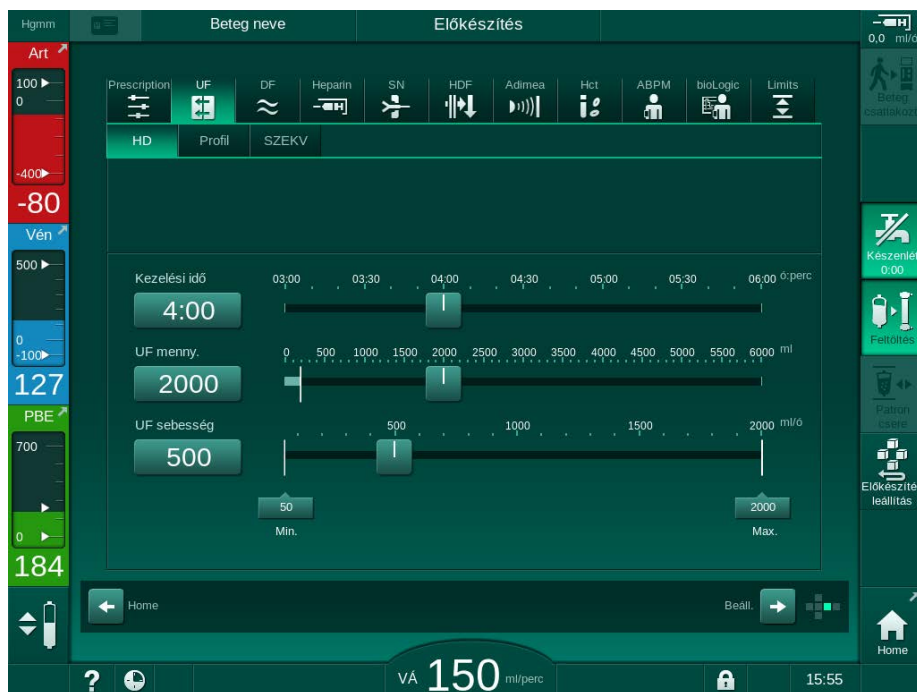 Hgmm
Beteg neve
Előkészítés
0,0 ml/ó
Art
100
0
-400
-80
Vén
500
0
-100
127
PBE
700
0
184
Prescription
UF
DF
Heparin
SN
HDF
Adimea
Hct
ABPM
bioLogic
Limits
HD
Profil
SZEKV
Kezelési idő
4:00
03:00 03:30 04:00 04:30 05:00 05:30 06:00 ó:perc
UF menny.
2000
0 500 1000 1500 2000 2500 3000 3500 4000 4500 5000 5500 6000 ml
UF sebesség
500
500 1000 1500 2000 ml/ó
50
Min.
2000
Max.
Home
Beáll.
Beteg
csatlakozt
Készenlét
0:00
Feltöltés
Patron
csere
Előkészíté
leállítás
Home
?
VÁ 150 ml/perc
15:55